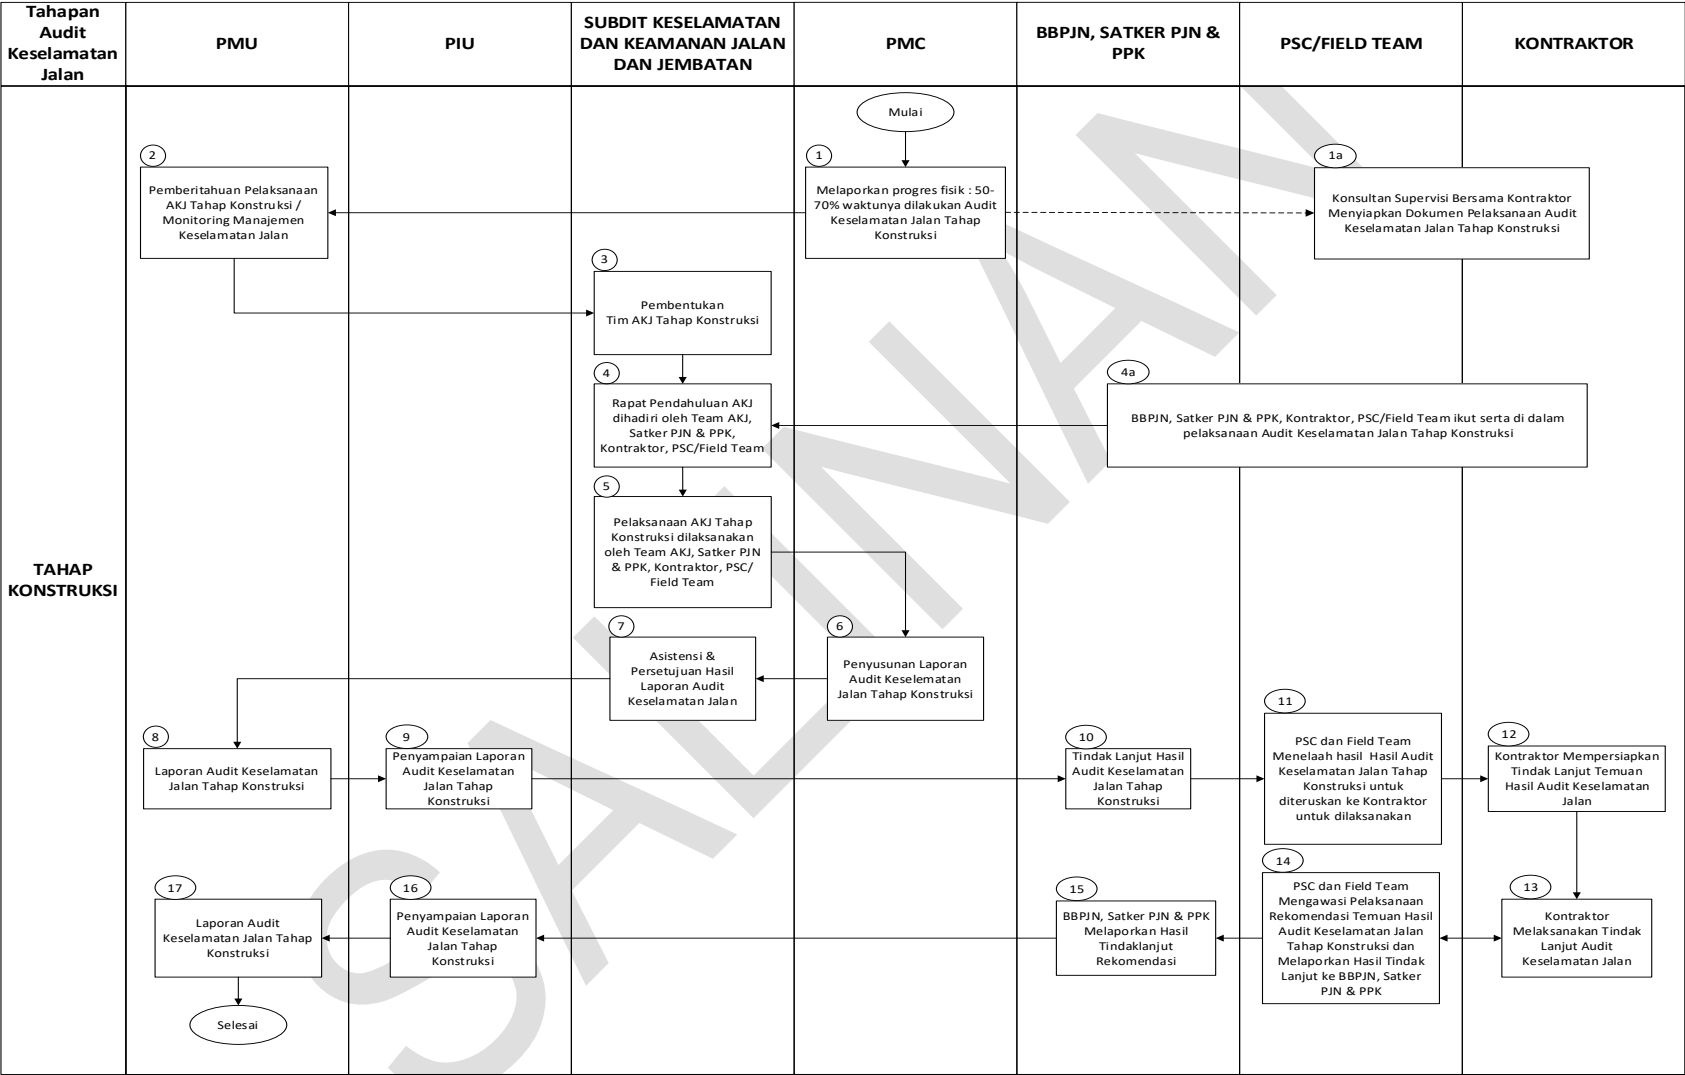 Tahapan
Audit
Keselamatan
Jalan
PMU
PIU
SUBDIT KESELAMATAN
DAN KEAMANAN JALAN
DAN JEMBATAN
PMC
BBPJN, SATKER PJN &
PPK
PSC/FIELD TEAM
KONTRAKTOR
TAHAP
KONSTRUKSI
Mulai
1
Melaporkan progres fisik : 50-
70% waktunya dilakukan Audit
Keselamatan Jalan Tahap
Konstruksi
1a
Konsultan Supervisi Bersama Kontraktor
Menyiapkan Dokumen Pelaksanaan Audit
Keselamatan Jalan Tahap Konstruksi
2
Pemberitahuan Pelaksanaan
AKJ Tahap Konstruksi /
Monitoring Manajemen
Keselamatan Jalan
3
Pembentukan
Tim AKJ Tahap Konstruksi
4
Rapat Pendahuluan AKJ
dihadiri oleh Team AKJ,
Satker PJN & PPK,
Kontraktor, PSC/Field Team
4a
BBPJN, Satker PJN & PPK, Kontraktor, PSC/Field Team ikut serta di dalam
pelaksanaan Audit Keselamatan Jalan Tahap Konstruksi
5
Pelaksanaan AKJ Tahap
Konstruksi dilaksanakan
oleh Team AKJ, Satker PJN
& PPK, Kontraktor, PSC/
Field Team
6
Penyusunan Laporan
Audit Keselematan
Jalan Tahap Konstruksi
7
Asistensi &
Persetujuan Hasil
Laporan Audit
Keselamatan Jalan
8
Laporan Audit Keselamatan
Jalan Tahap Konstruksi
9
Penyampaian Laporan
Audit Keselamatan
Jalan Tahap
Konstruksi
10
Tindak Lanjut Hasil
Audit Keselamatan
Jalan Tahap
Konstruksi
11
PSC dan Field Team
Menelaah hasil Hasil Audit
Keselamatan Jalan Tahap
Konstruksi untuk
diteruskan ke Kontraktor
untuk dilaksanakan
12
Kontraktor Mempersiapkan
Tindak Lanjut Temuan
Hasil Audit Keselamatan
Jalan
13
Kontraktor
Melaksanakan Tindak
Lanjut Audit
Keselamatan Jalan
14
PSC dan Field Team
Mengawasi Pelaksanaan
Rekomendasi Temuan Hasil
Audit Keselamatan Jalan
Tahap Konstruksi dan
Melaporkan Hasil Tindak
Lanjut ke BBPJN, Satker
PJN & PPK
15
BBPJN, Satker PJN & PPK
Melaporkan Hasil
Tindaklanjut
Rekomendasi
16
Penyampaian Laporan
Audit Keselamatan
Jalan Tahap
Konstruksi
17
Laporan Audit
Keselamatan Jalan Tahap
Konstruksi
Selesai
SALINAN